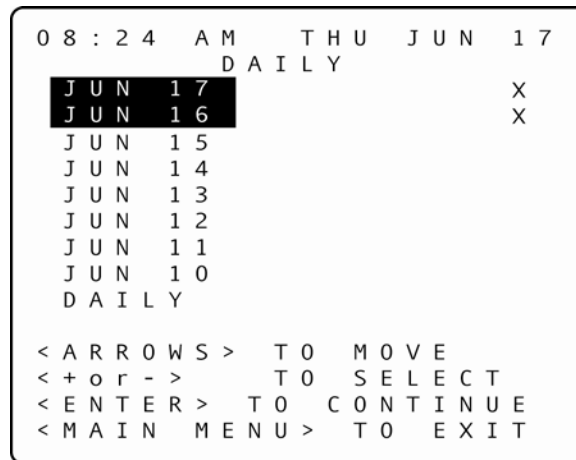 08:24 AM THU JUN 17
DAILY
JUN 17 X
JUN 16 X
JUN 15
JUN 14
JUN 13
JUN 12
JUN 11
JUN 10
DAILY
<ARROWS> TO MOVE
<+or-> TO SELECT
<ENTER> TO CONTINUE
<MAIN MENU> TO EXIT